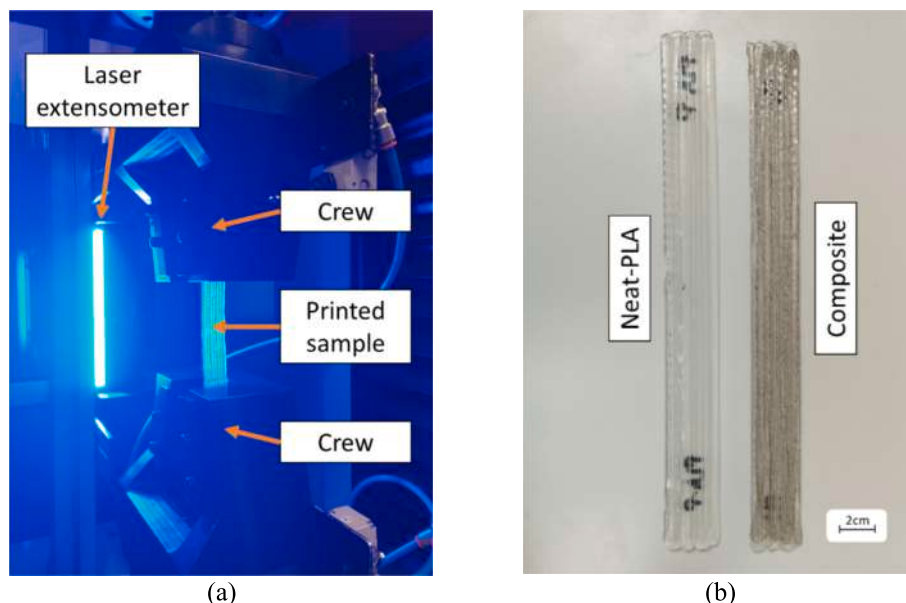 Laser
extensometer
Crew
Printed
sample
Crew
(a)
Neat-PLA
Composite
2cm
(b)